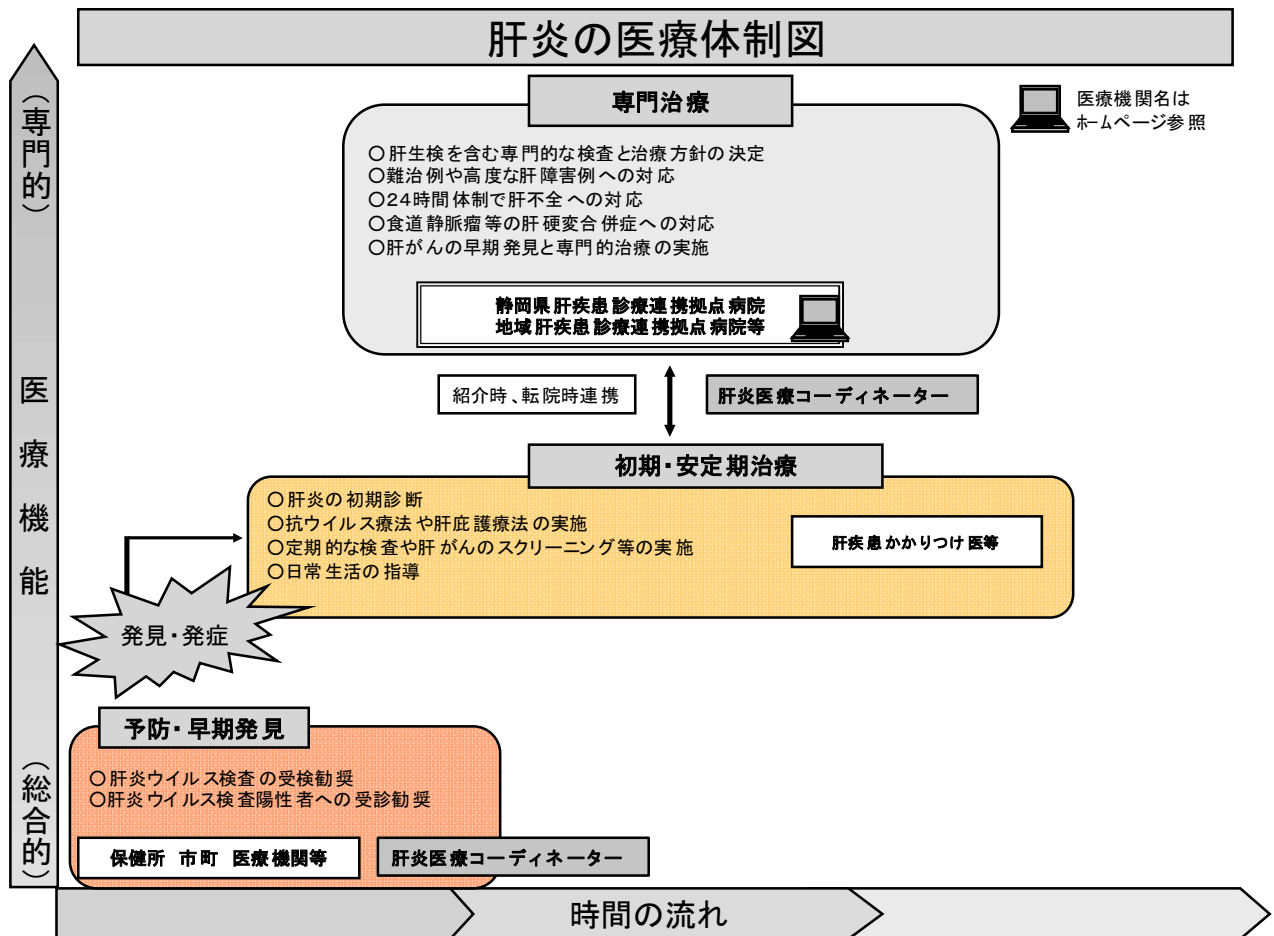 肝炎の医療体制図
(専門的)
医療機能
(総合的)
専門治療
医療機関名は
ホームページ参照
○肝生検を含む専門的な検査と治療方針の決定
○難治例や高度な肝障害例への対応
○24時間体制で肝不全への対応
○食道静脈瘤等の肝硬変合併症への対応
○肝がんの早期発見と専門的治療の実施
静岡県肝疾患診療連携拠点病院
地域肝疾患診療連携拠点病院等
紹介時、転院時連携
肝炎医療コーディネーター
初期・安定期治療
○肝炎の初期診断
○抗ウイルス療法や肝庇護療法の実施
○定期的な検査や肝がんのスクリーニング等の実施
○日常生活の指導
肝疾患かかりつけ医等
発見・発症
予防・早期発見
○肝炎ウイルス検査の受検勧奨
○肝炎ウイルス検査陽性者への受診勧奨
保健所 市町 医療機関等
肝炎医療コーディネーター
時間の流れ